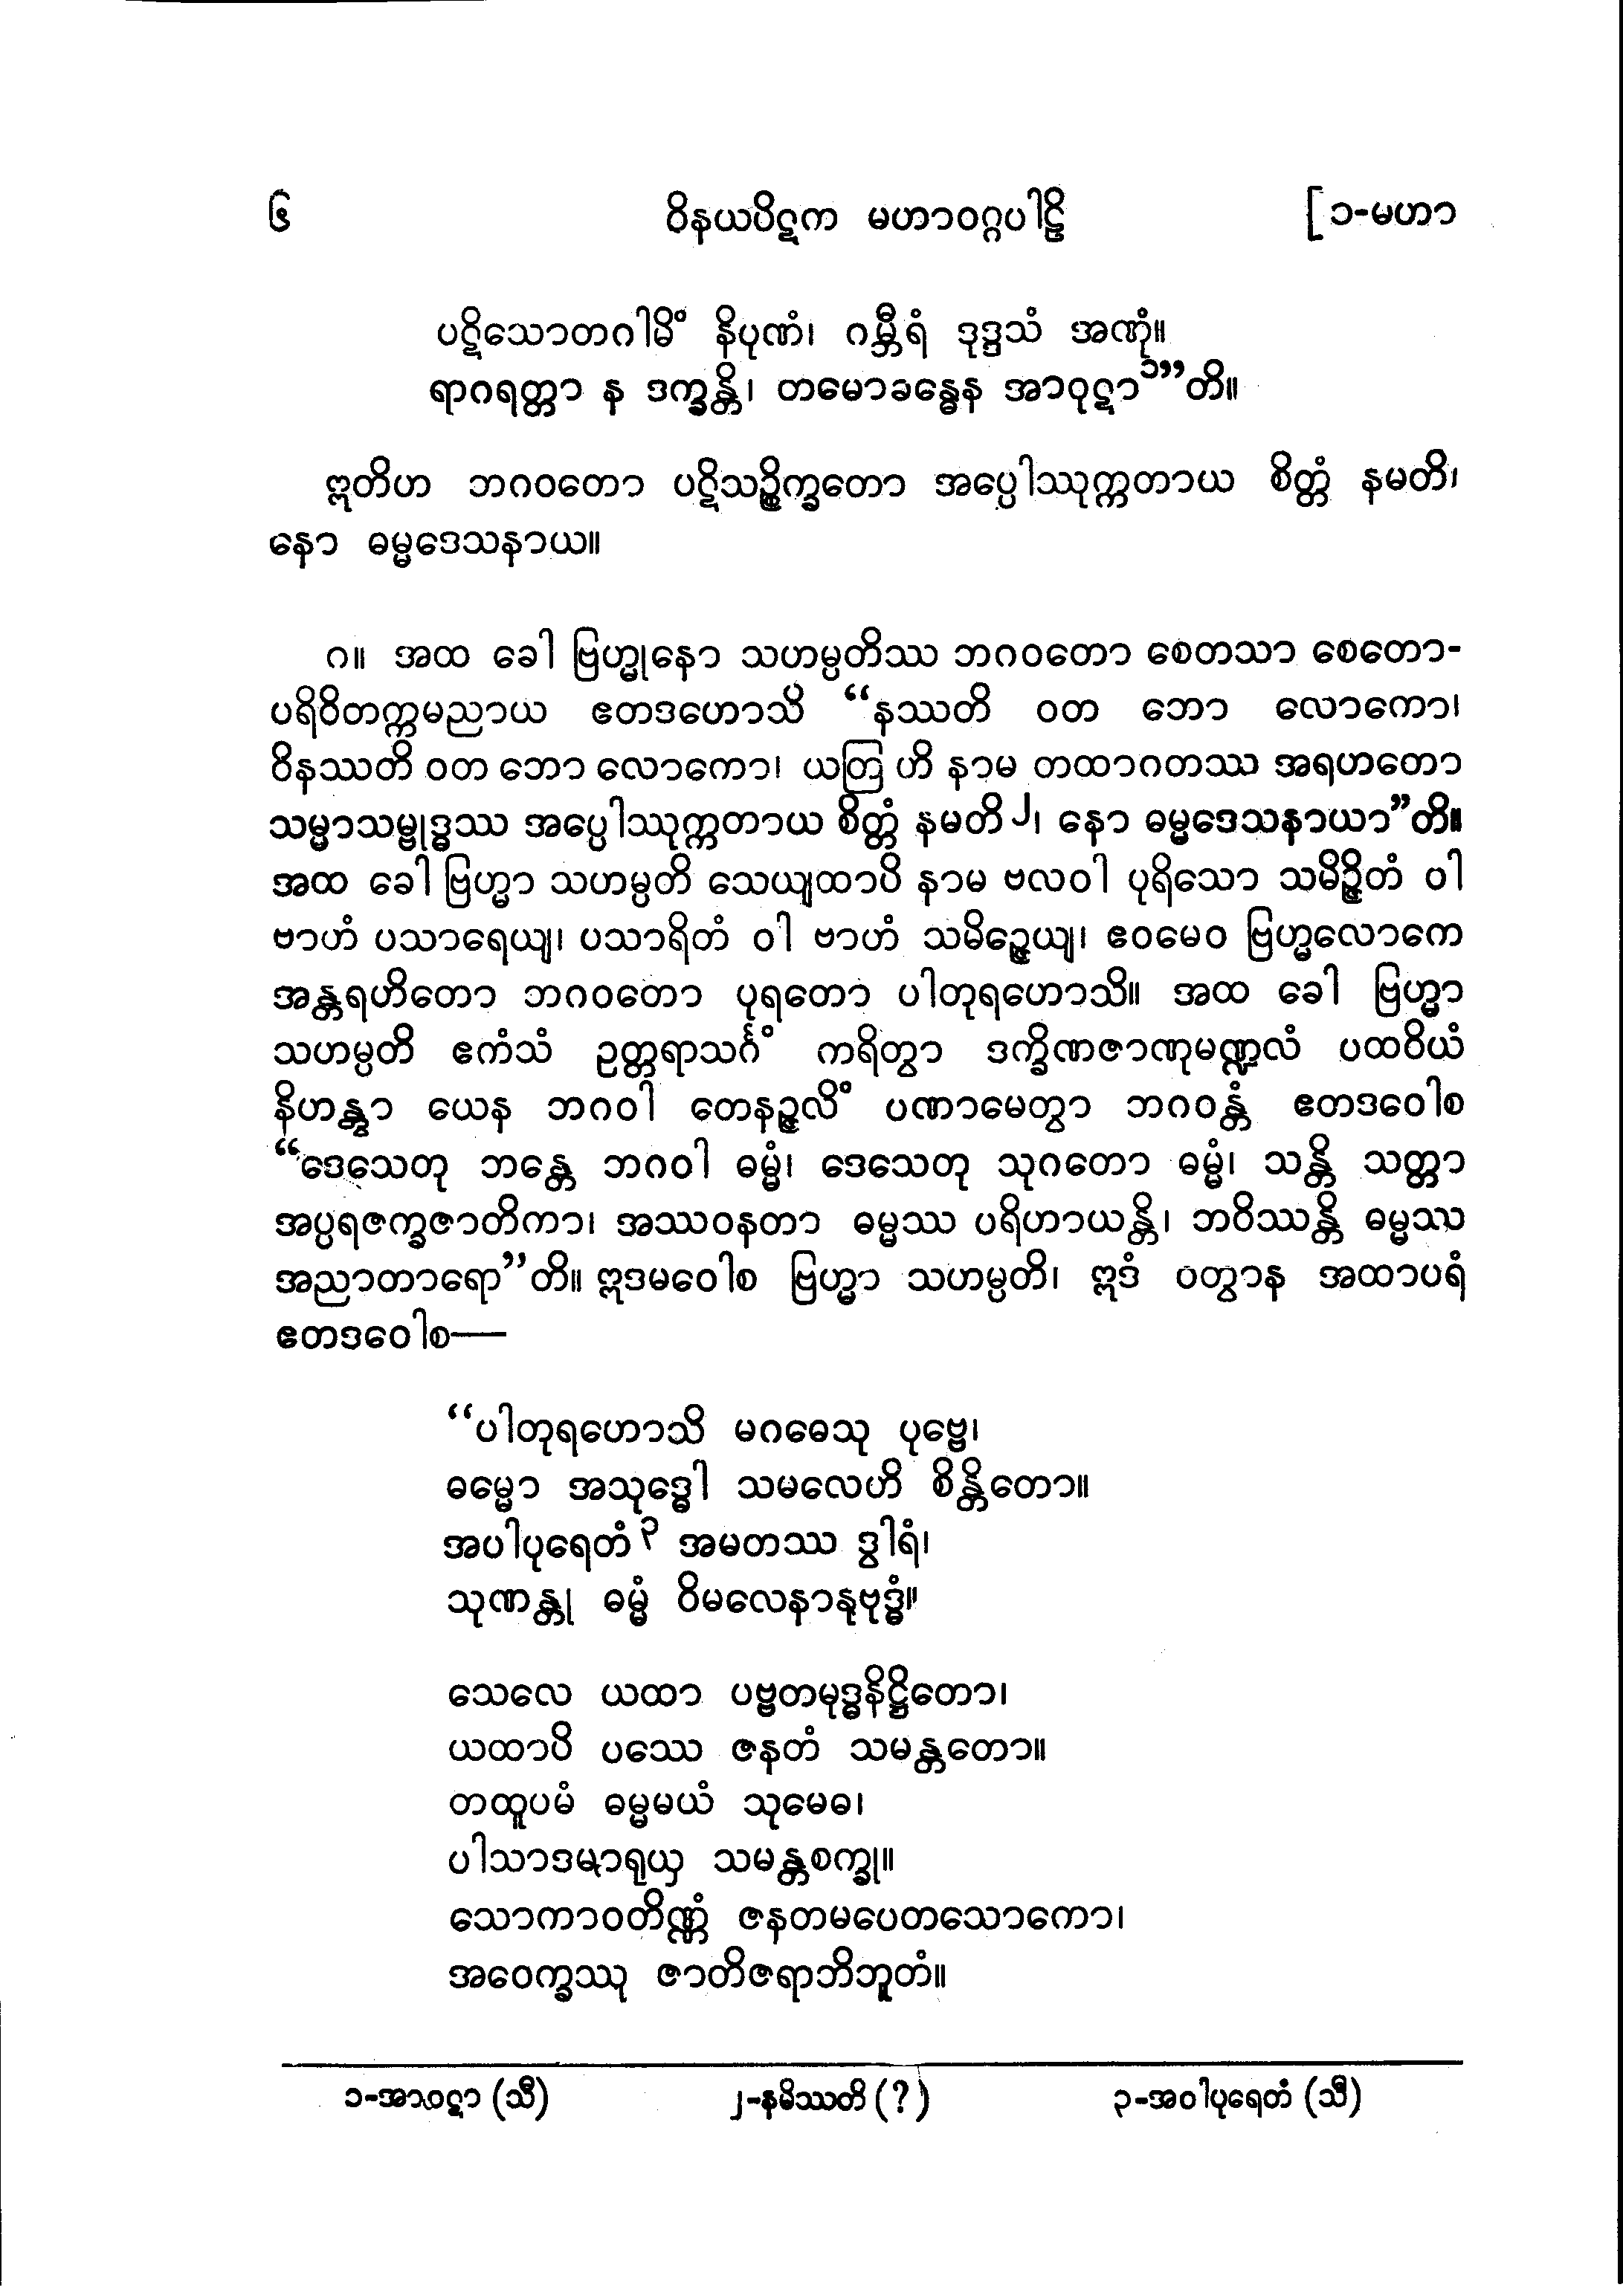 ၆ ဝိနယပိဋက မဟာဝဂ္ဂပါဠိ [ ၁-မဟာ
ပဋိသောတဂါမိံ နိပုဏံ၊ ဂမ္ဘီရံ ဒုဒ္ဒသံ အဏုံ။
ရာဂရတ္တာ န ဒက္ခန္တိ၊ တမောခန္ဓေန အာဝုဋာ၁”တိ။
ဣတိဟ ဘဂဝတော ပဋိသဉ္စိက္ခတော အပ္ပေါဿုက္ကတာယ စိတ္တံ နမတိ၊
နော ဓမ္မဒေသနာယ။
၈။ အထ ခေါ ဗြဟ္မုနော သဟမ္ပတိဿ ဘဂဝတော စေတသာ စေတော-
ပရိဝိတက္ကမညာယ ဧတဒဟောသိ “နဿတိ ဝတ ဘော လောကော၊
ဝိနဿတိ ဝတ ဘော လောကော၊ ယတြ ဟိ နာမ တထာဂတဿ အရဟတော
သမ္မာသမ္ဗုဒ္ဓဿ အပ္ပေါဿုက္ကတာယ စိတ္တံ နမတိ၂၊ နော ဓမ္မဒေသနာယာ”တိ။
အထ ခေါ ဗြဟ္မာ သဟမ္ပတိ သေယျထာပိ နာမ ဗလဝါ ပုရိသော သမိဉ္ဇိတံ ဝါ
ဗာဟံ ပသာရေယျ၊ ပသာရိတံ ဝါ ဗာဟံ သမိဉ္ဇေယျ၊ ဧဝမေဝ ဗြဟ္မလောကေ
အန္တရဟိတော ဘဂဝတော ပုရတော ပါတုရဟောသိ။ အထ ခေါ ဗြဟ္မာ
သဟမ္ပတိ ဧကံသံ ဥတ္တရာသင်္ဂံ ကရိတွာ ဒက္ခိဏဇာဏုမဏ္ဍလံ ပထဝိယံ
နိဟန္တွာ ယေန ဘဂဝါ တေနဉ္ဇလိံ ပဏာမေတွာ ဘဂဝန္တံ ဧတဒဝေါစ
“ဒေသေတု ဘန္တေ ဘဂဝါ ဓမ္မံ၊ ဒေသေတု သုဂတော ဓမ္မံ၊ သန္တိ သတ္တာ
အပ္ပရဇက္ခဇာတိကာ၊ အဿဝနတာ ဓမ္မဿ ပရိဟာယန္တိ၊ ဘဝိဿန္တိ ဓမ္မဿ
အညာတာရော”တိ။ ဣဒမဝေါစ ဗြဟ္မာ သဟမ္ပတိ၊ ဣဒံ ဝတွာန အထာပရံ
ဧတဒဝေါစ—
“ပါတုရဟောသိ မဂဓေသု ပုဗ္ဗေ၊
ဓမ္မော အသုဒ္ဓေါ သမလေဟိ စိန္တိတော။
အပါပုရေတံ၃ အမတဿ ဒွါရံ၊
သုဏန္တု ဓမ္မံ ဝိမလေနာနုဗုဒ္ဓံ။
သေလေ ယထာ ပဗ္ဗတမုဒ္ဓနိဋ္ဌိတော၊
ယထာပိ ပဿေ ဇနတံ သမန္တတော။
တထူပမံ ဓမ္မမယံ သုမေဓ၊
ပါသာဒမာရုယှ သမန္တစက္ခု။
သောကာဝတိဏ္ဏံ ဇနတမပေတသောကော၊
အဝေက္ခဿု ဇာတိဇရာဘိဘူတံ။
၁-အာဝဋာ (သီ) ၂-နမိဿတိ (?) ၃-အဝါပုရေတံ (သီ)